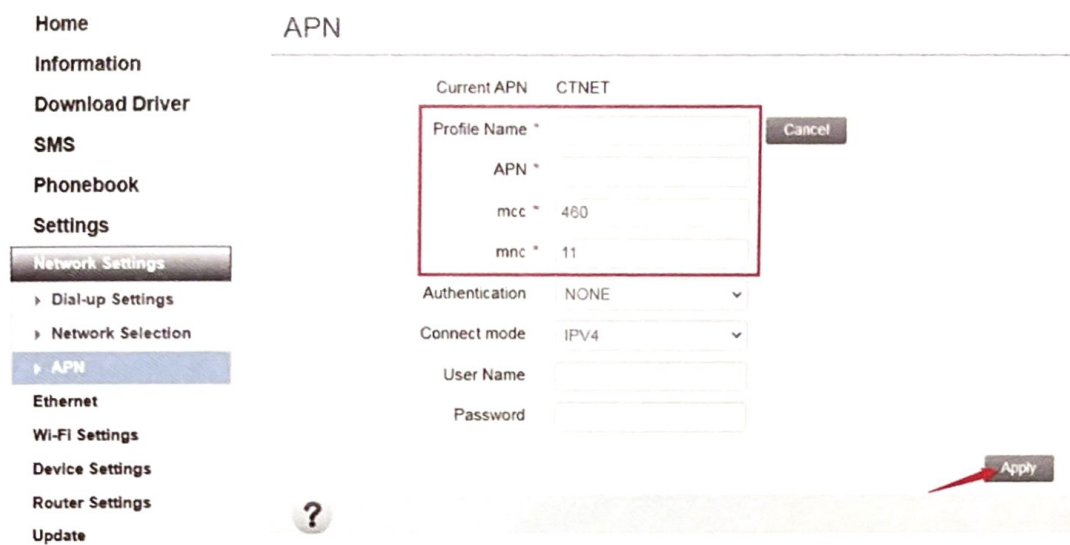 Home
Information
Download Driver
SMS
Phonebook
Settings
Network Settings
Dial-up Settings
Network Selection
APN
Ethernet
Wi-Fi Settings
Device Settings
Router Settings
Update
APN
Current APN CTNET
Profile Name * Cancel
APN *
mcc * 460
mnc * 11
Authentication NONE
Connect mode IPV4
User Name
Password
Apply
?